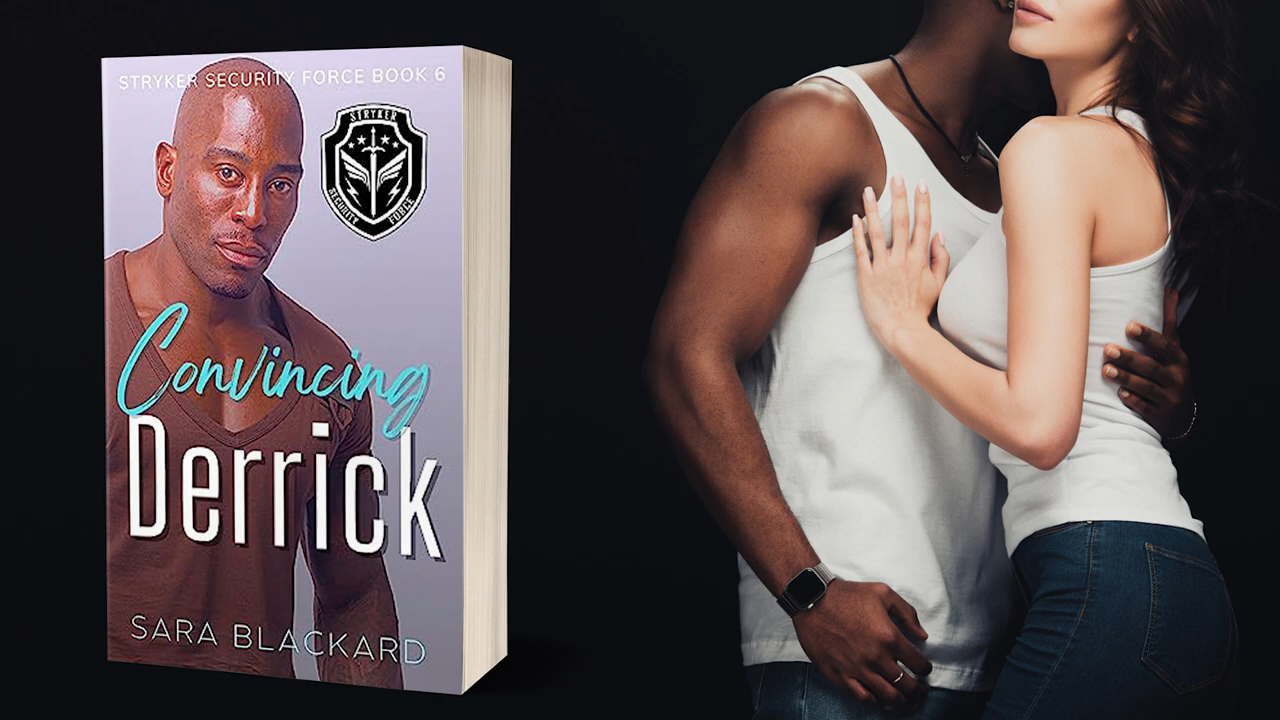 STRYKER SECURITY FORCE BOOK 6
STRYKER
SECURITY FORCE
Convincing
Derrick
SARA BLACKARD